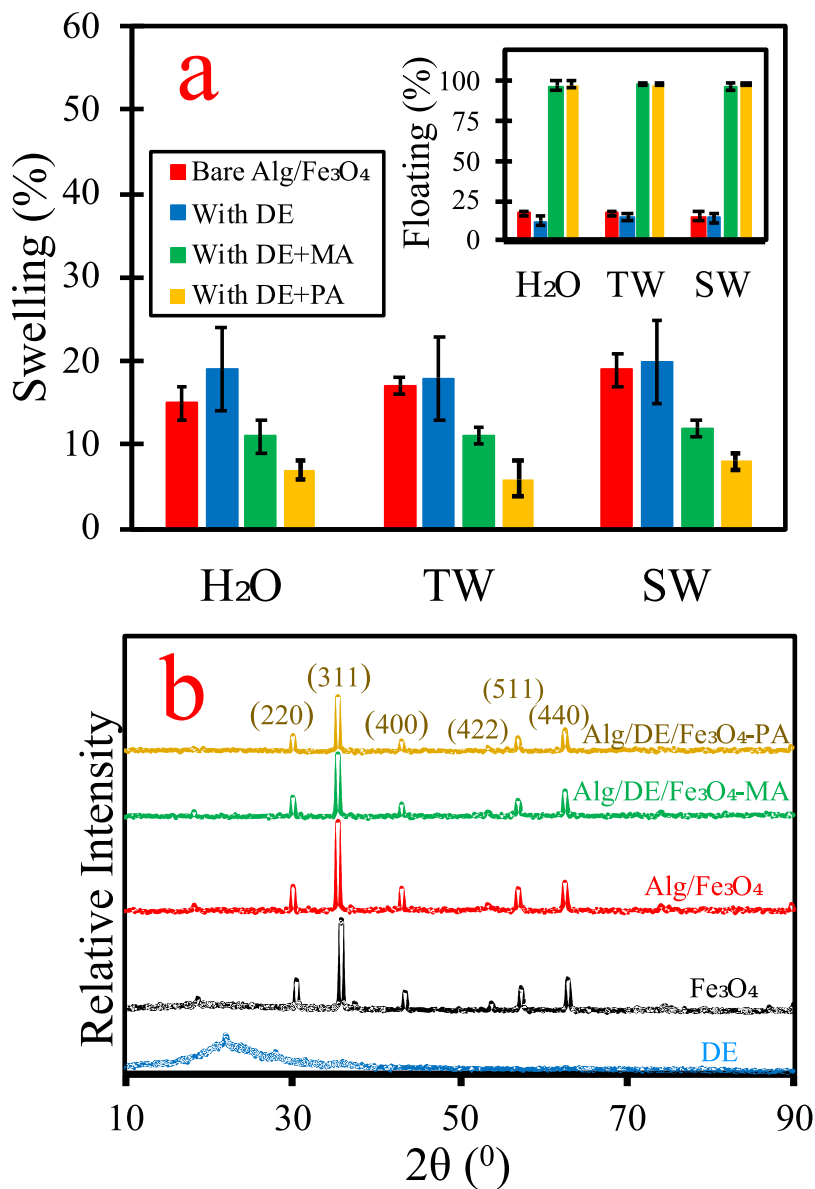 a
Swelling (%)
60
50
40
30
20
10
0
Bare Alg/Fe₃O₄
With DE
With DE+MA
With DE+PA
Floating (%)
100
75
50
25
0
H₂O TW SW
H₂O TW SW
b
Relative Intensity
(220) (311) (400) (422) (511) (440)
Alg/DE/Fe₃O₄-PA
Alg/DE/Fe₃O₄-MA
Alg/Fe₃O₄
Fe₃O₄
DE
10 30 50 70 90
2θ (⁰)